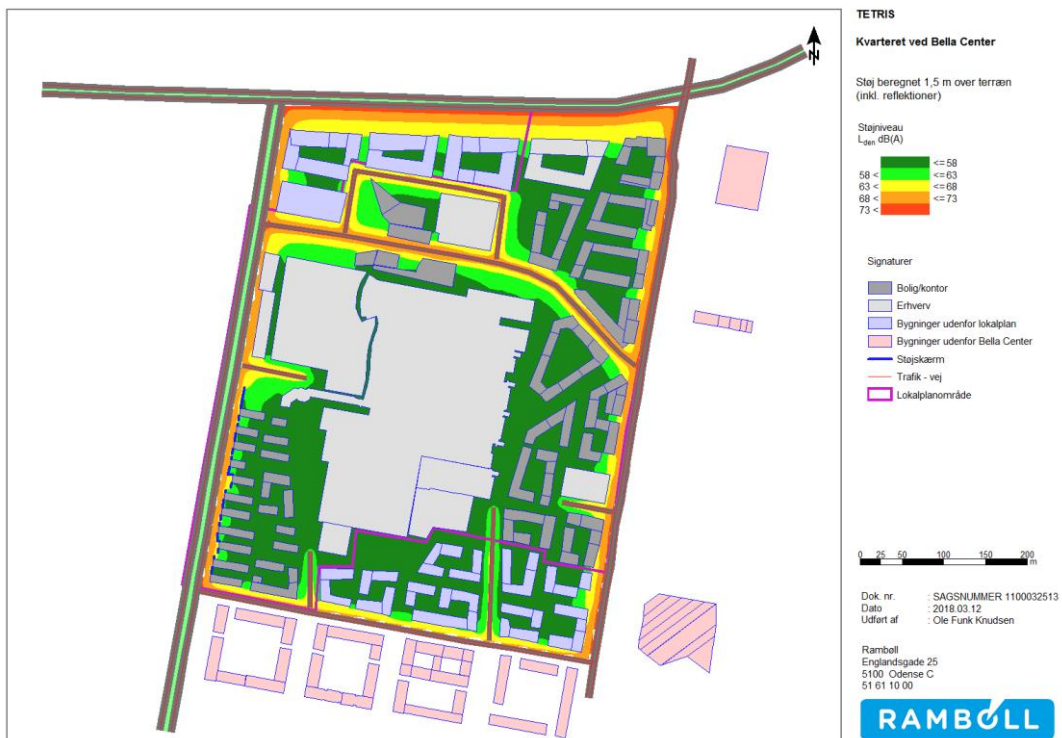 TETRIS
Kvarteret ved Bella Center
N
Støj beregnet 1,5 m over terræn
(inkl. reflektioner)
Støjniveau
Lden dB(A)
<= 58
58 < <= 63
63 < <= 68
68 < <= 73
73 <
Signaturer
Bolig/kontor
Erhverv
Bygninger udenfor lokalplan
Bygninger udenfor Bella Center
Støjskærm
Trafik - vej
Lokalplanområde
0 25 50 100 150 200
m
Dok. nr. : SAGSNUMMER 1100032513
Dato : 2018.03.12
Udført af : Ole Funk Knudsen
Rambøll
Englandsgade 25
5100 Odense C
51 61 10 00
RAMBOLL